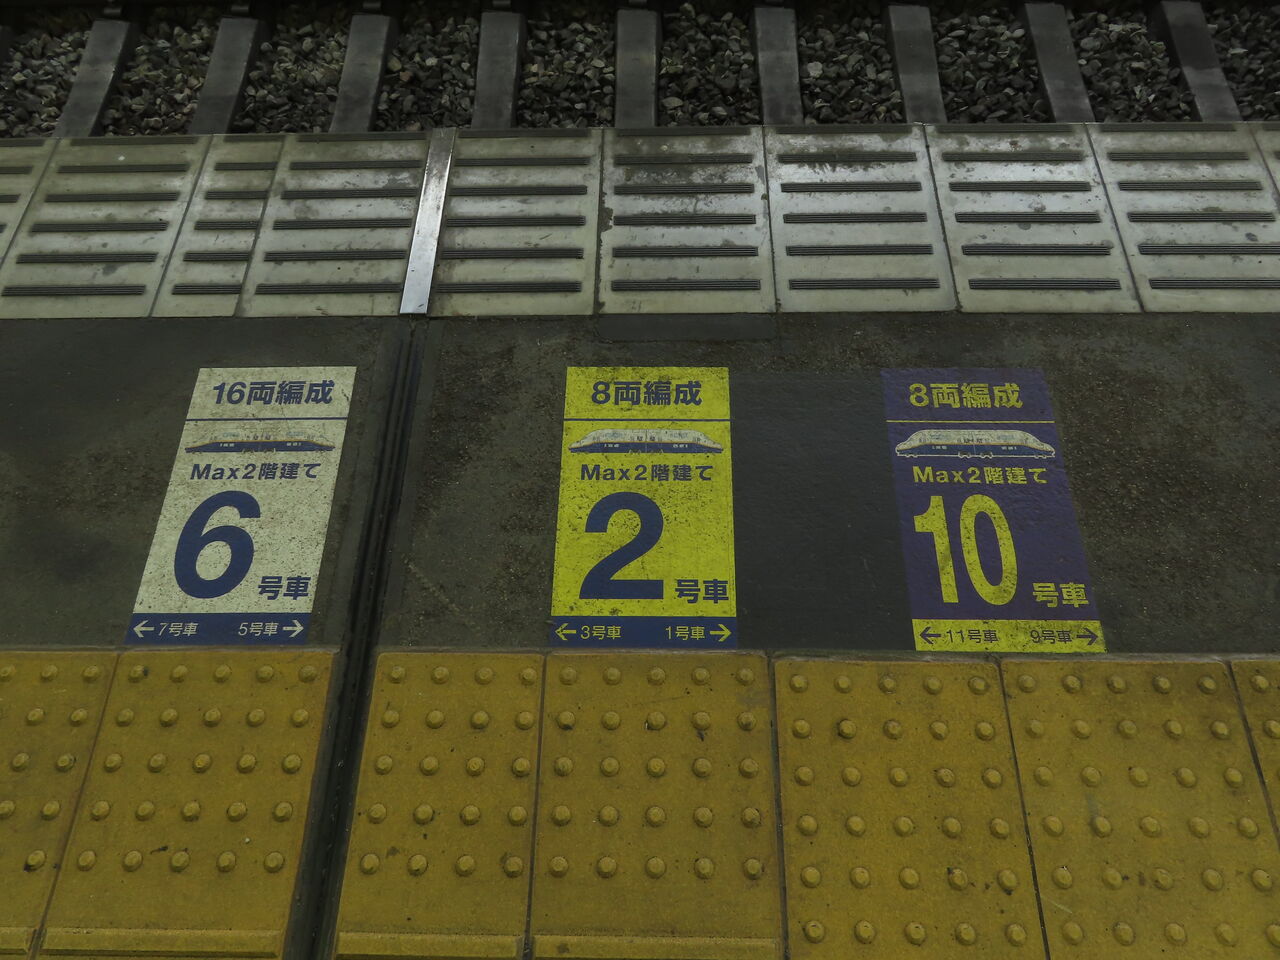 16両編成
Max2階建て
6号車
←7号車 5号車→
8両編成
Max2階建て
2号車
←3号車 1号車→
8両編成
Max2階建て
10号車
←11号車 9号車→